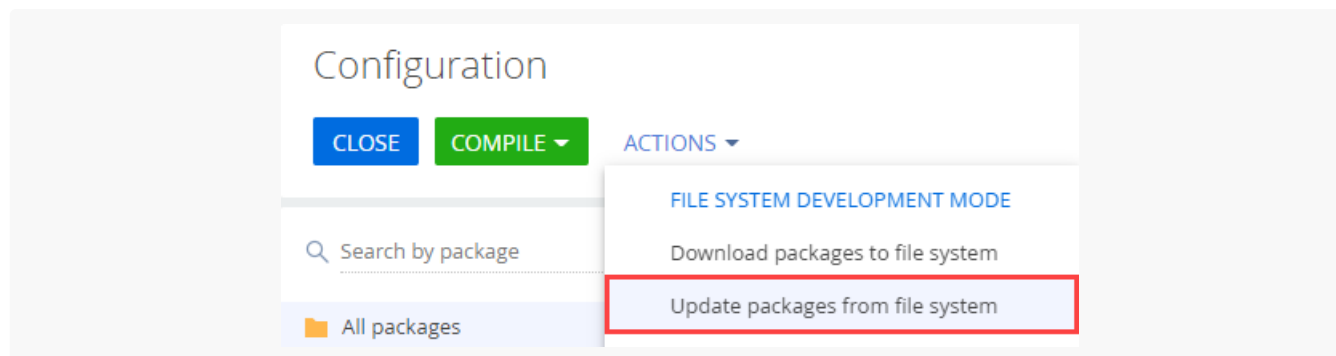 Configuration
CLOSE COMPILE ACTIONS
FILE SYSTEM DEVELOPMENT MODE
Search by package
Download packages to file system
Update packages from file system
All packages